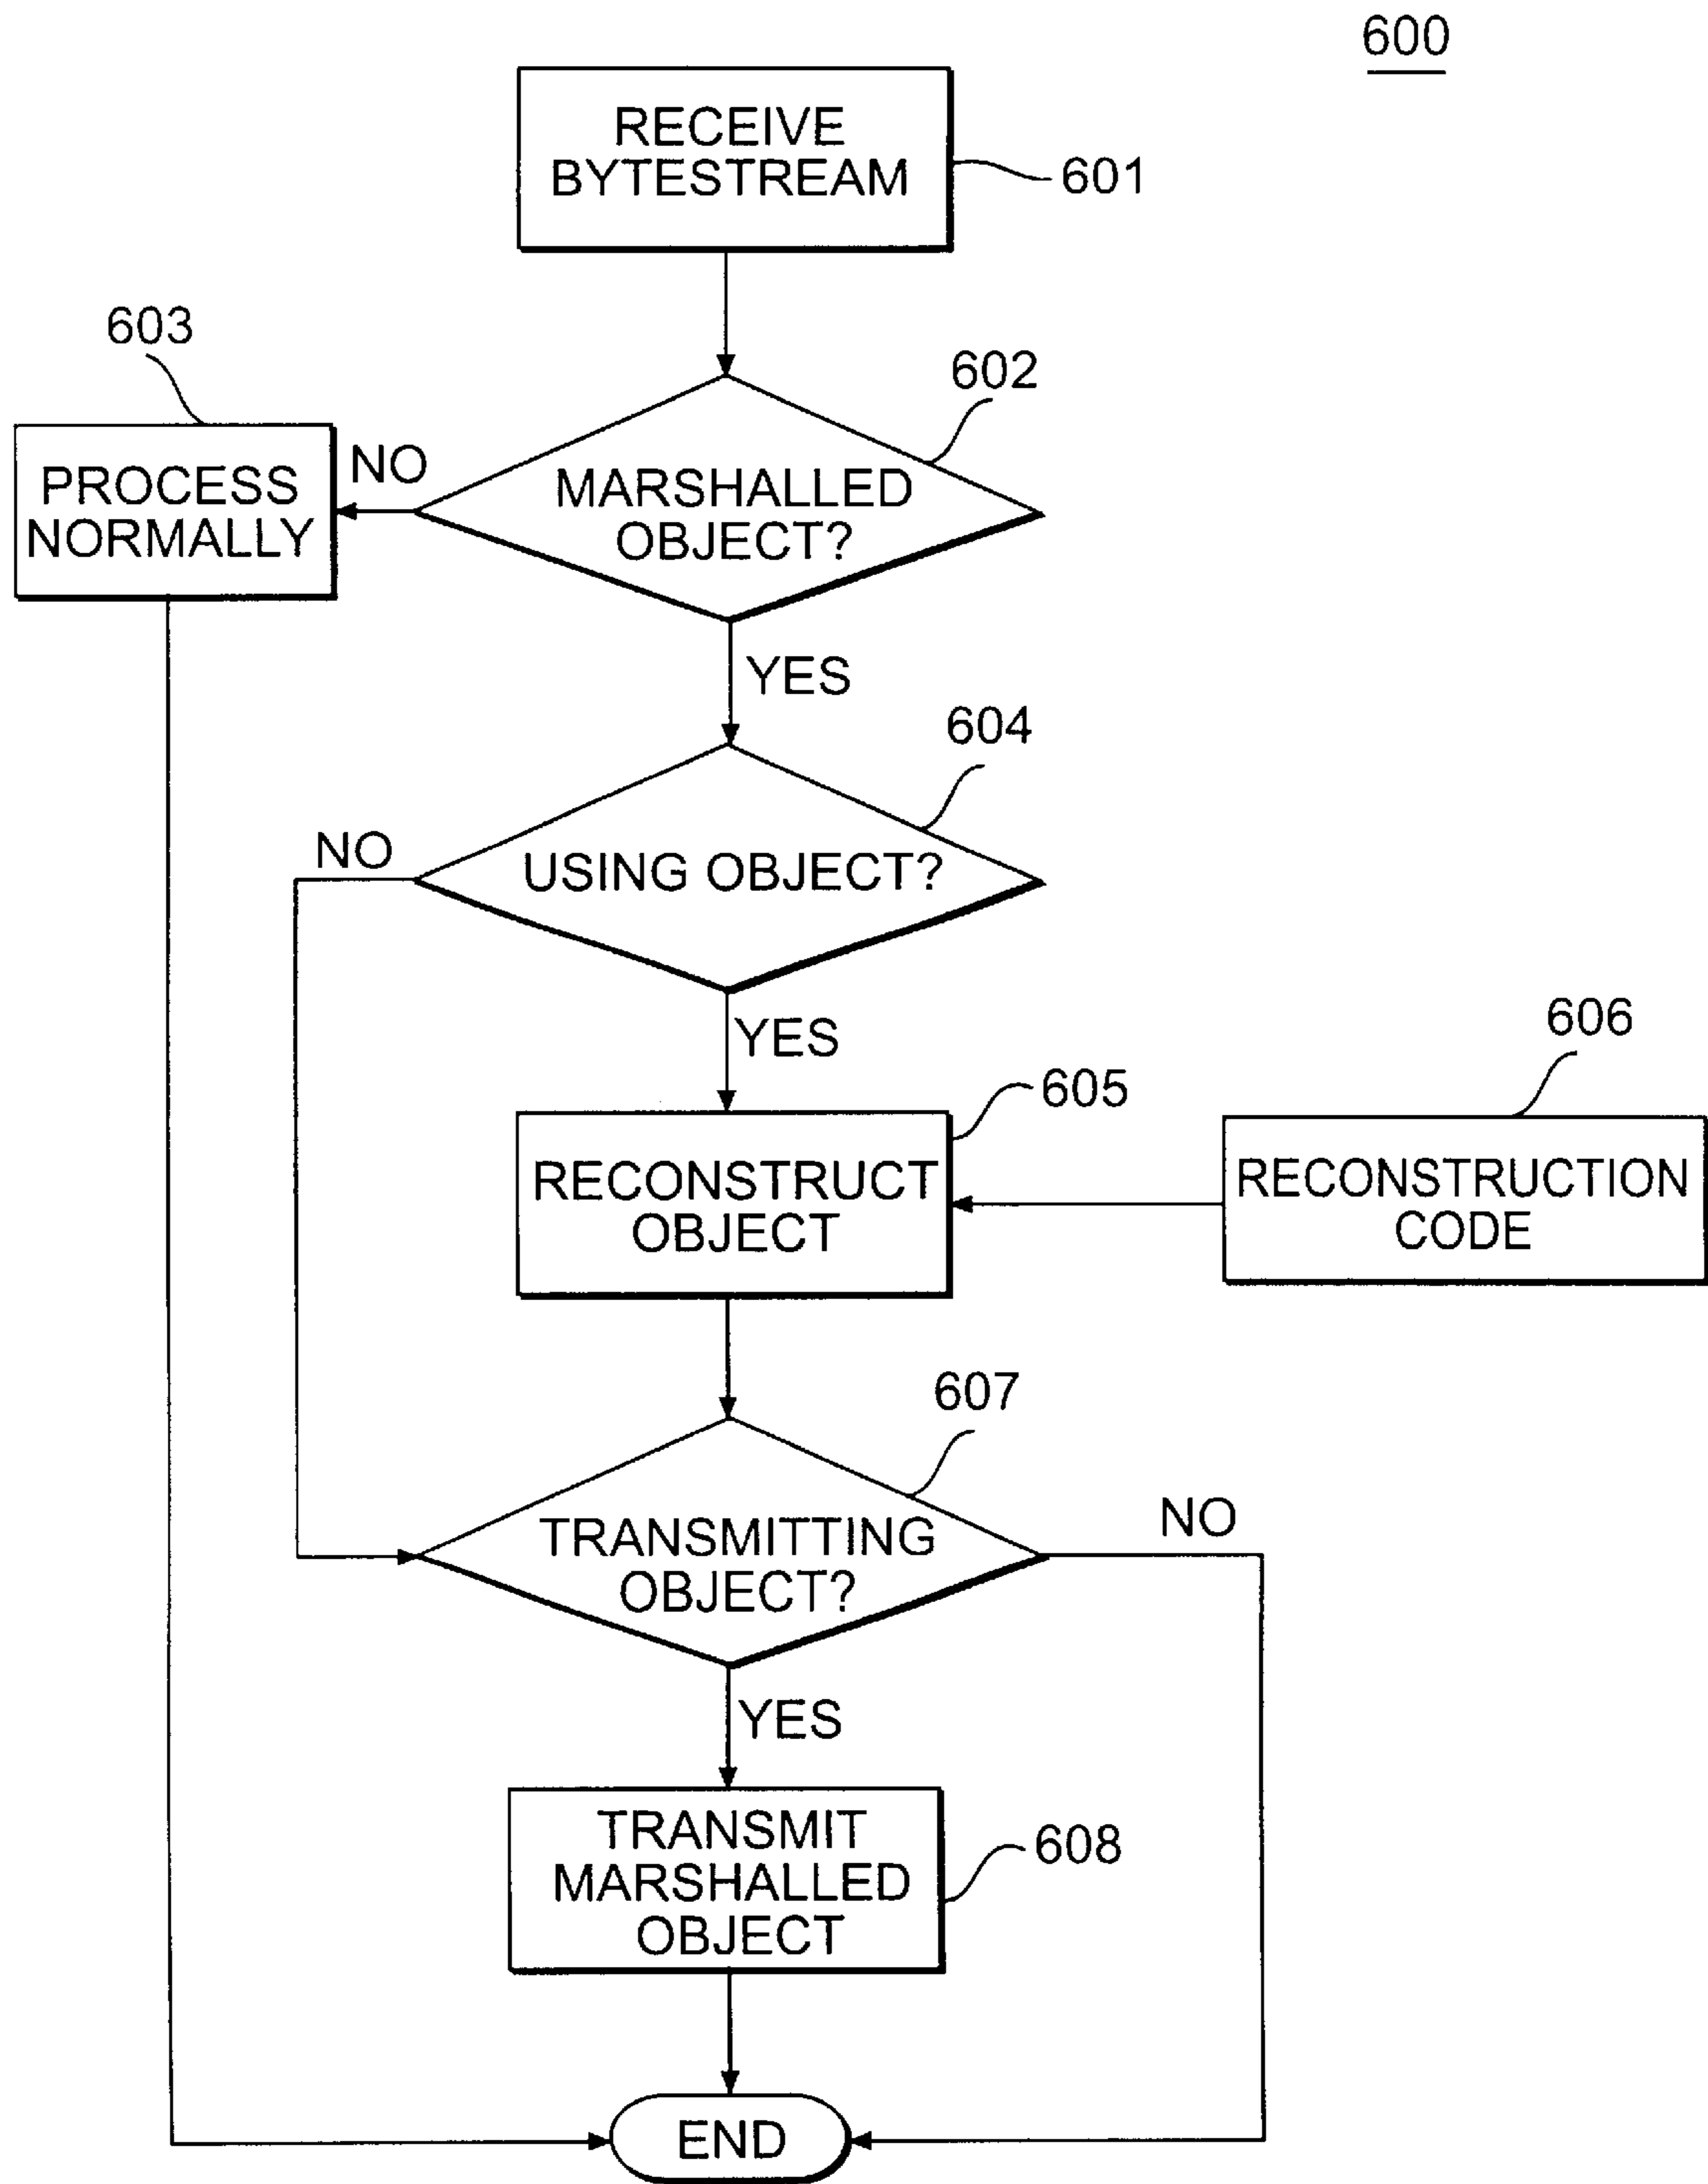 600
RECEIVE
BYTESTREAM
601
603
602
PROCESS
NORMALLY
NO
MARSHALLED
OBJECT?
YES
604
NO
USING OBJECT?
YES
605
606
RECONSTRUCT
OBJECT
RECONSTRUCTION
CODE
607
TRANSMITTING
OBJECT?
NO
YES
TRANSMIT
MARSHALLED
OBJECT
608
END